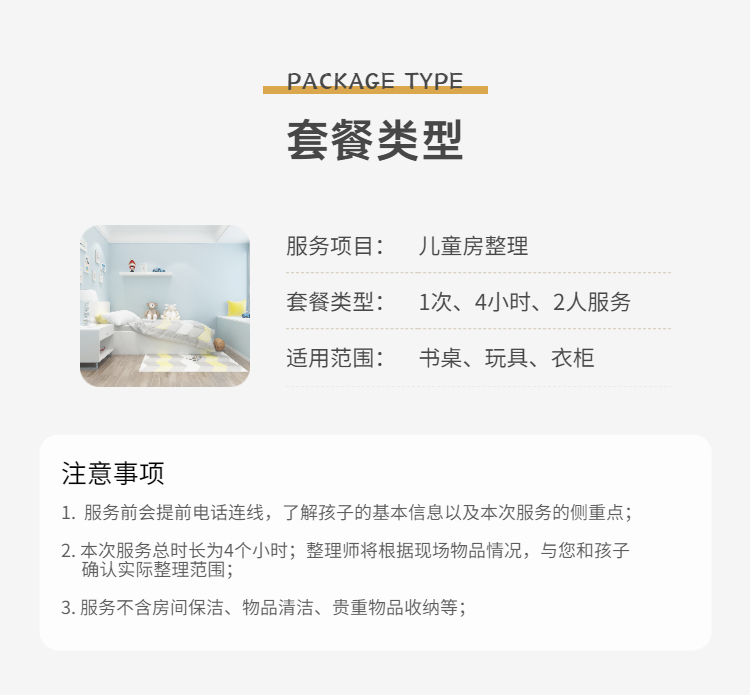 PACKAGE TYPE
套餐类型
服务项目： 儿童房整理
套餐类型： 1次、4小时、2人服务
适用范围： 书桌、玩具、衣柜
注意事项
1. 服务前会提前电话连线，了解孩子的基本信息以及本次服务的侧重点；
2. 本次服务总时长为4个小时；整理师将根据现场物品情况，与您和孩子
确认实际整理范围；
3. 服务不含房间保洁、物品清洁、贵重物品收纳等；